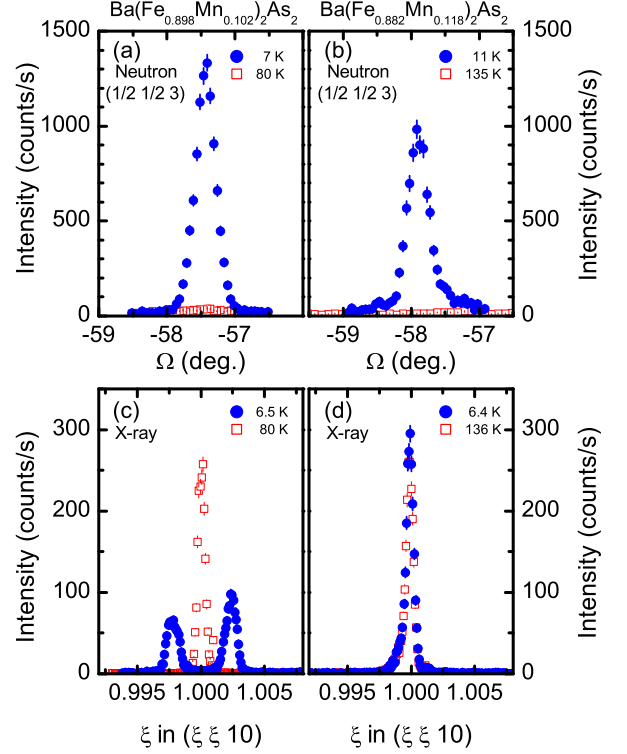 Ba(Fe0.898Mn0.102)2As2 Ba(Fe0.882Mn0.118)2As2
(a) 7 K
Neutron 80 K
(1/2 1/2 3)
(b) 11 K
Neutron 135 K
(1/2 1/2 3)
1500 1500
1000 1000
500 500
0 0
Intensity (counts/s) Intensity (counts/s)
-59 -58 -57 -59 -58 -57
Ω (deg.) Ω (deg.)
(c) 6.5 K
X-ray 80 K
(d) 6.4 K
X-ray 136 K
300 300
200 200
100 100
0 0
Intensity (counts/s) Intensity (counts/s)
0.995 1.000 1.005 0.995 1.000 1.005
ξ in (ξ ξ 10) ξ in (ξ ξ 10)